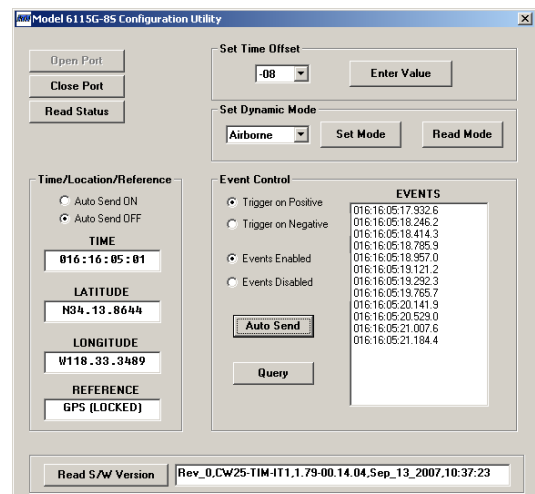 Model 6115G-8S Configuration Utility
Open Port
Close Port
Read Status
Set Time Offset
-08
Enter Value
Set Dynamic Mode
Airborne
Set Mode
Read Mode
Time/Location/Reference
Auto Send ON
Auto Send OFF
TIME
016:16:05:01
LATITUDE
N34.13.8644
LONGITUDE
W118.33.3489
REFERENCE
GPS (LOCKED)
Event Control
Trigger on Positive
Trigger on Negative
Events Enabled
Events Disabled
Auto Send
Query
EVENTS
016:16:05:17.932.6
016:16:05:18.246.2
016:16:05:18.414.3
016:16:05:18.785.9
016:16:05:18.957.0
016:16:05:19.121.2
016:16:05:19.292.3
016:16:05:19.765.7
016:16:05:20.141.9
016:16:05:20.529.0
016:16:05:21.007.6
016:16:05:21.184.4
Read S/W Version
Rev_0,CW25-TIM-IT1,1.79-00.14.04,Sep_13_2007,10:37:23